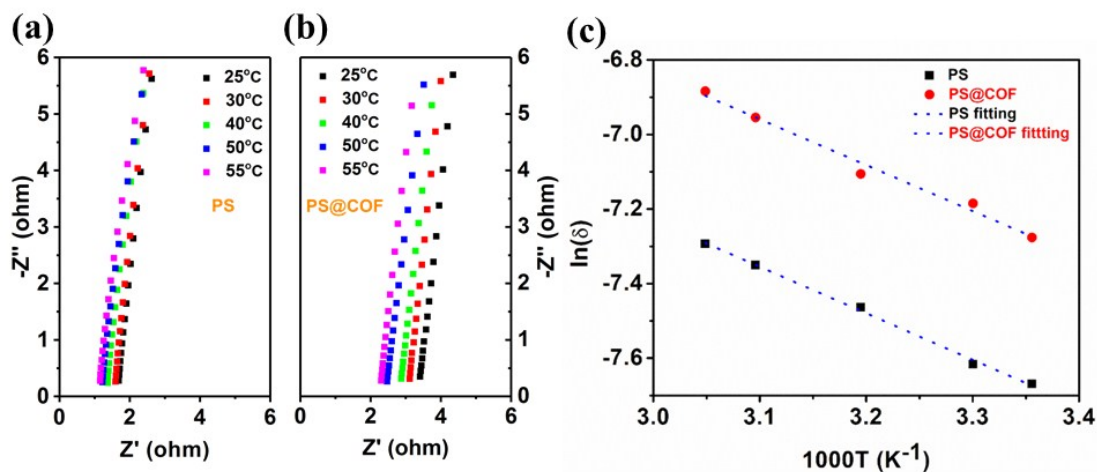 (a)
(b)
(c)
6
5
4
3
2
1
0
-Z'' (ohm)
25°C
30°C
40°C
50°C
55°C
PS
0 2 4 6
Z' (ohm)
25°C
30°C
40°C
50°C
55°C
PS@COF
0 2 4 6
Z' (ohm)
6
5
4
3
2
1
0
-Z'' (ohm)
-6.8
-7.0
-7.2
-7.4
-7.6
ln(δ)
PS
PS@COF
PS fitting
PS@COF fittting
3.0 3.1 3.2 3.3 3.4
1000T (K-1)